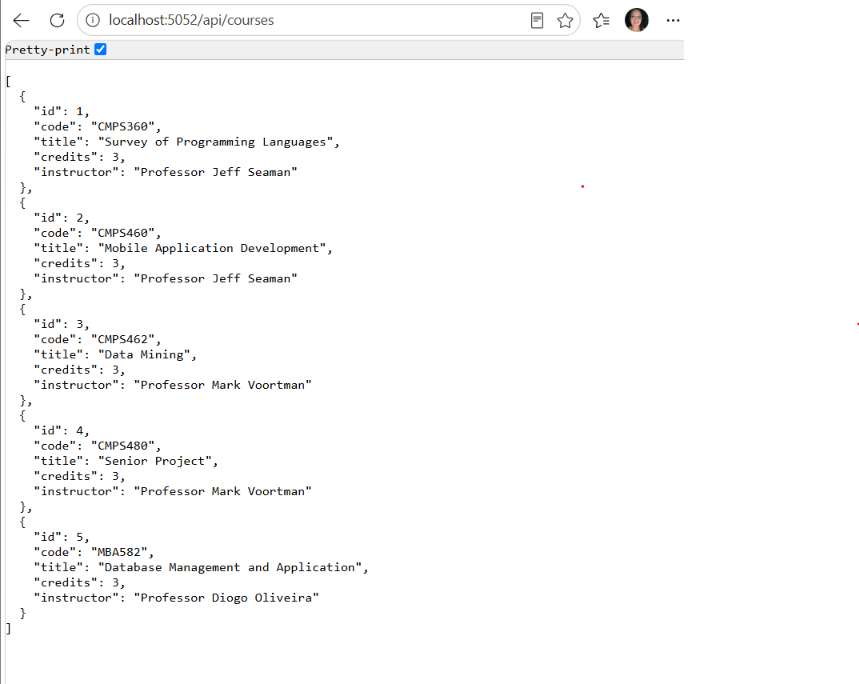 localhost:5052/api/courses
Pretty-print
[
  {
    "id": 1,
    "code": "CMPS360",
    "title": "Survey of Programming Languages",
    "credits": 3,
    "instructor": "Professor Jeff Seaman"
  },
  {
    "id": 2,
    "code": "CMPS460",
    "title": "Mobile Application Development",
    "credits": 3,
    "instructor": "Professor Jeff Seaman"
  },
  {
    "id": 3,
    "code": "CMPS462",
    "title": "Data Mining",
    "credits": 3,
    "instructor": "Professor Mark Voortman"
  },
  {
    "id": 4,
    "code": "CMPS480",
    "title": "Senior Project",
    "credits": 3,
    "instructor": "Professor Mark Voortman"
  },
  {
    "id": 5,
    "code": "MBA582",
    "title": "Database Management and Application",
    "credits": 3,
    "instructor": "Professor Diogo Oliveira"
  }
]